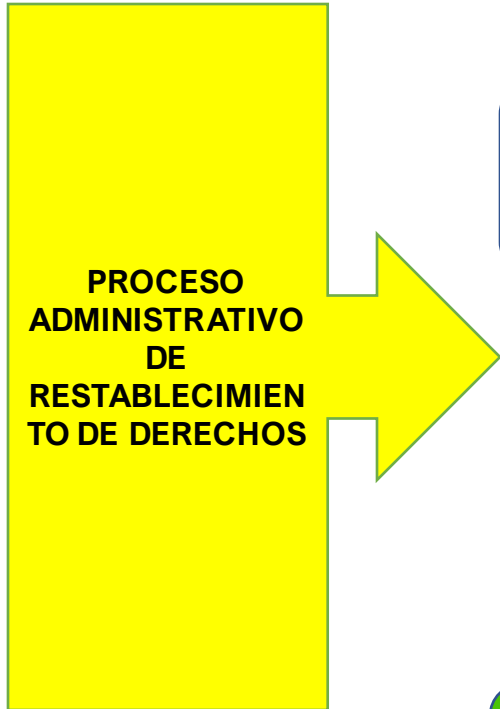 PROCESO
ADMINISTRATIVO
DE
RESTABLECIMIEN
TO DE DERECHOS